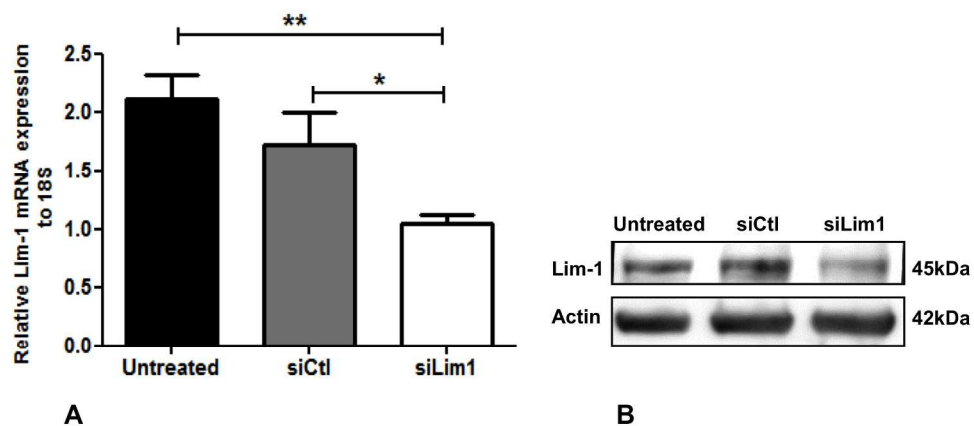 **
*
Relative Lim-1 mRNA expression
to 18S
2.5
2.0
1.5
1.0
0.5
0.0
Untreated siCtl siLim1
A
Untreated siCtl siLim1
Lim-1 45kDa
Actin 42kDa
B